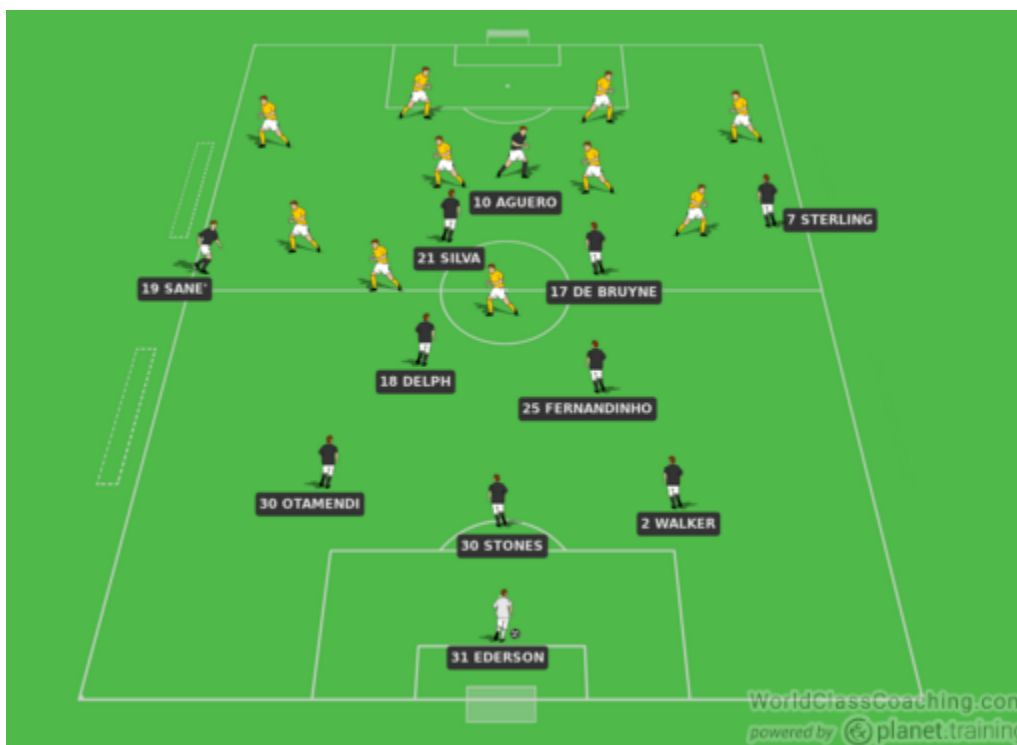 10 AGUERO
7 STERLING
21 SILVA
19 SANE'
17 DE BRUYNE
18 DELPH
25 FERNANDINHO
30 OTAMENDI
2 WALKER
30 STONES
31 EDERSON
WorldClassCoaching.com
powered by planet.training